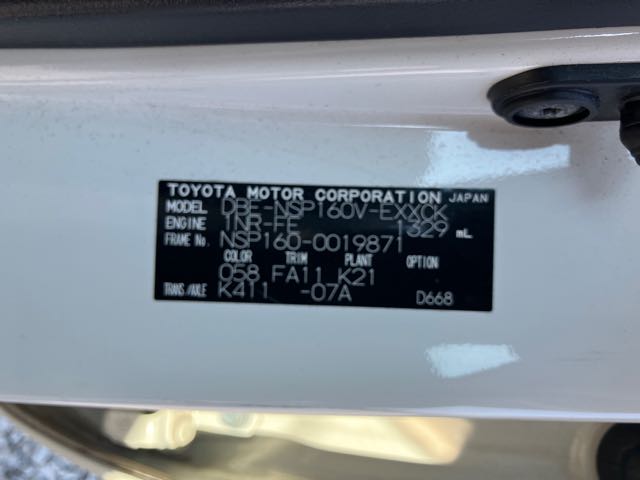 TOYOTA MOTOR CORPORATION JAPAN
MODEL DBF-NSP160V-EXXCK
ENGINE 1NR-FE 1329 mL
FRAME No. NSP160-0019871
COLOR TRIM PLANT OPTION
058 FA11 K21
TRANS/AXLE K411 -07A D668